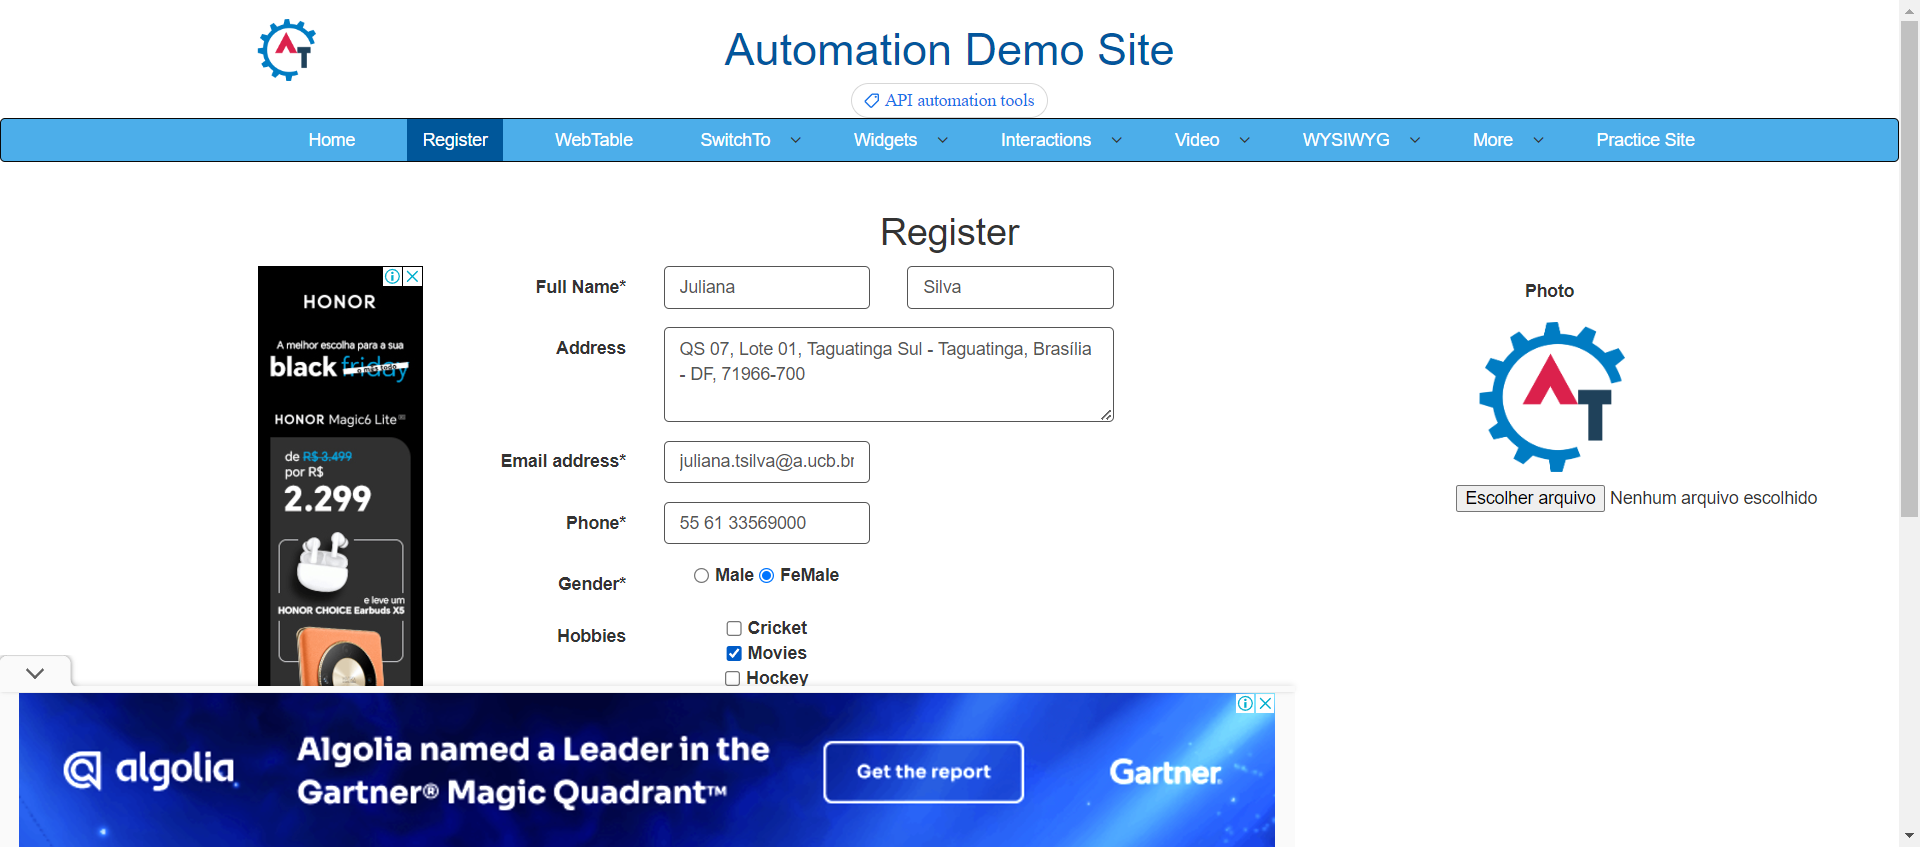 AT
Automation Demo Site
API automation tools
Home Register WebTable SwitchTo Widgets Interactions Video WYSIWYG More Practice Site
Register
HONOR
A melhor escolha para a sua
black friday
HONOR Magic6 Lite
de R$ 3.499
por R$
2.299
e leve um
HONOR CHOICE Earbuds X5
Full Name* Juliana Silva
Address QS 07, Lote 01, Taguatinga Sul - Taguatinga, Brasília
- DF, 71966-700
Email address* juliana.tsilva@a.ucb.br
Phone* 55 61 33569000
Gender* Male FeMale
Hobbies Cricket
Movies
Hockey
Photo
AT
Escolher arquivo Nenhum arquivo escolhido
algolia
Algolia named a Leader in the
Gartner® Magic Quadrant™
Get the report
Gartner